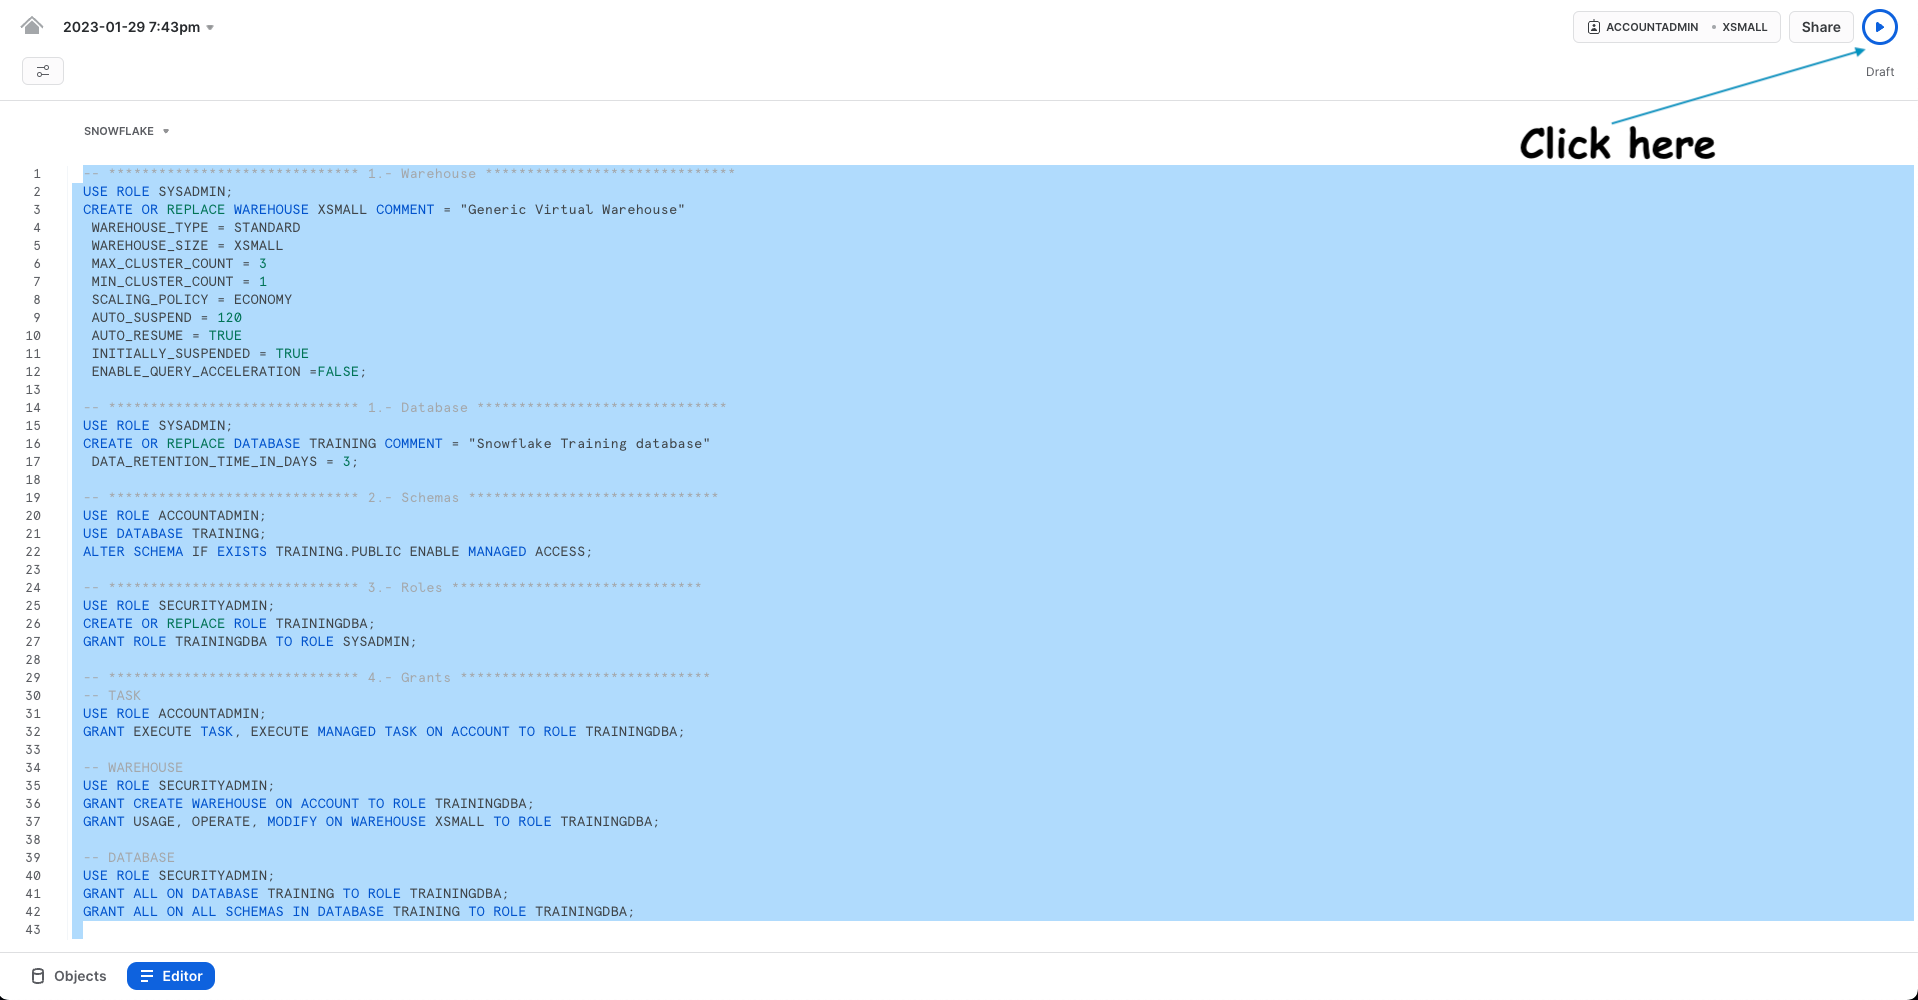 2023-01-29 7:43pm
ACCOUNTADMIN • XSMALL
Share
Draft
SNOWFLAKE
Click here
1 -- ****************************** 1.- Warehouse ******************************
2 USE ROLE SYSADMIN;
3 CREATE OR REPLACE WAREHOUSE XSMALL COMMENT = "Generic Virtual Warehouse"
4  WAREHOUSE_TYPE = STANDARD
5  WAREHOUSE_SIZE = XSMALL
6  MAX_CLUSTER_COUNT = 3
7  MIN_CLUSTER_COUNT = 1
8  SCALING_POLICY = ECONOMY
9  AUTO_SUSPEND = 120
10  AUTO_RESUME = TRUE
11  INITIALLY_SUSPENDED = TRUE
12  ENABLE_QUERY_ACCELERATION =FALSE;
13
14 -- ****************************** 1.- Database ******************************
15 USE ROLE SYSADMIN;
16 CREATE OR REPLACE DATABASE TRAINING COMMENT = "Snowflake Training database"
17  DATA_RETENTION_TIME_IN_DAYS = 3;
18
19 -- ****************************** 2.- Schemas ******************************
20 USE ROLE ACCOUNTADMIN;
21 USE DATABASE TRAINING;
22 ALTER SCHEMA IF EXISTS TRAINING.PUBLIC ENABLE MANAGED ACCESS;
23
24 -- ****************************** 3.- Roles ******************************
25 USE ROLE SECURITYADMIN;
26 CREATE OR REPLACE ROLE TRAININGDBA;
27 GRANT ROLE TRAININGDBA TO ROLE SYSADMIN;
28
29 -- ****************************** 4.- Grants ******************************
30 -- TASK
31 USE ROLE ACCOUNTADMIN;
32 GRANT EXECUTE TASK, EXECUTE MANAGED TASK ON ACCOUNT TO ROLE TRAININGDBA;
33
34 -- WAREHOUSE
35 USE ROLE SECURITYADMIN;
36 GRANT CREATE WAREHOUSE ON ACCOUNT TO ROLE TRAININGDBA;
37 GRANT USAGE, OPERATE, MODIFY ON WAREHOUSE XSMALL TO ROLE TRAININGDBA;
38
39 -- DATABASE
40 USE ROLE SECURITYADMIN;
41 GRANT ALL ON DATABASE TRAINING TO ROLE TRAININGDBA;
42 GRANT ALL ON ALL SCHEMAS IN DATABASE TRAINING TO ROLE TRAININGDBA;
43
Objects
Editor